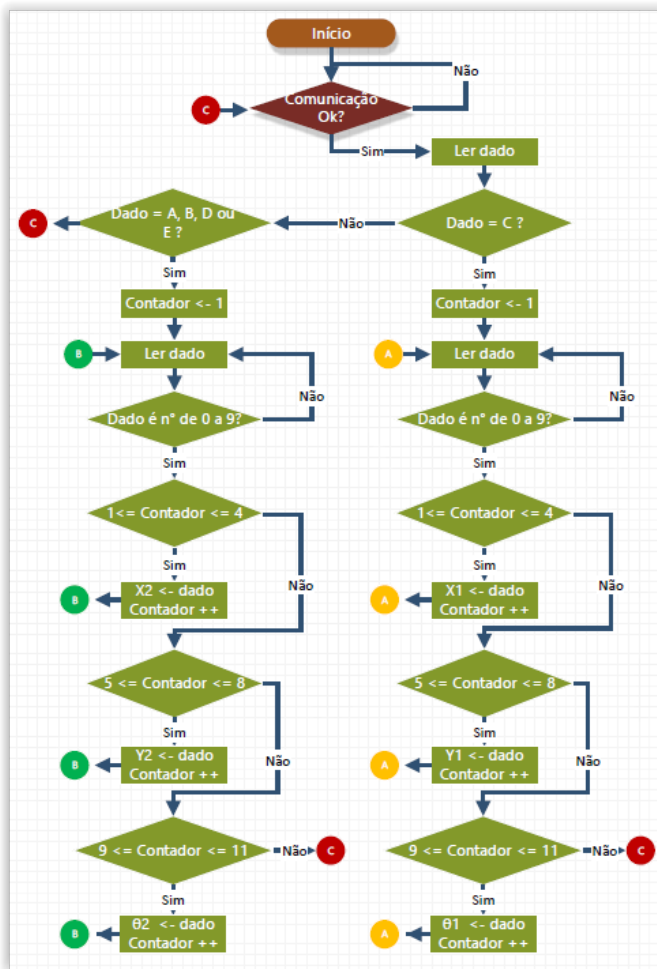 Início
Não
Comunicação
Ok?
C
Sim
Ler dado
Dado = C ?
Não
Dado = A, B, D ou
E ?
C
Sim
Contador <- 1
B
Ler dado
Não
Dado é n° de 0 a 9?
Sim
1<= Contador <= 4
Sim
Não
X2 <- dado
Contador ++
B
5 <= Contador <= 8
Sim
Não
Y2 <- dado
Contador ++
B
9 <= Contador <= 11
Não
C
Sim
θ2 <- dado
Contador ++
B
Sim
Contador <- 1
A
Ler dado
Não
Dado é n° de 0 a 9?
Sim
1<= Contador <= 4
Sim
Não
X1 <- dado
Contador ++
A
5 <= Contador <= 8
Sim
Não
Y1 <- dado
Contador ++
A
9 <= Contador <= 11
Não
C
Sim
θ1 <- dado
Contador ++
A